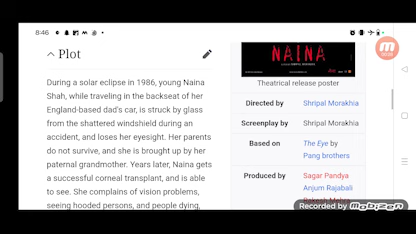 8:46
Plot
During a solar eclipse in 1986, young Naina
Shah, while traveling in the backseat of her
England-based dad's car, is struck by glass
from the shattered windshield during an
accident, and loses her eyesight. Her parents
do not survive, and she is brought up by her
paternal grandmother. Years later, Naina gets
a successful corneal transplant, and is able
to see. She complains of vision problems,
seeing hooded persons, and people dying,
NAINA
Theatrical release poster
Directed by Shripal Morakhia
Screenplay by Shripal Morakhia
Based on The Eye by
Pang brothers
Produced by Sagar Pandya
Anjum Rajabali
Rakesh Mehra
Recorded by Mobizen